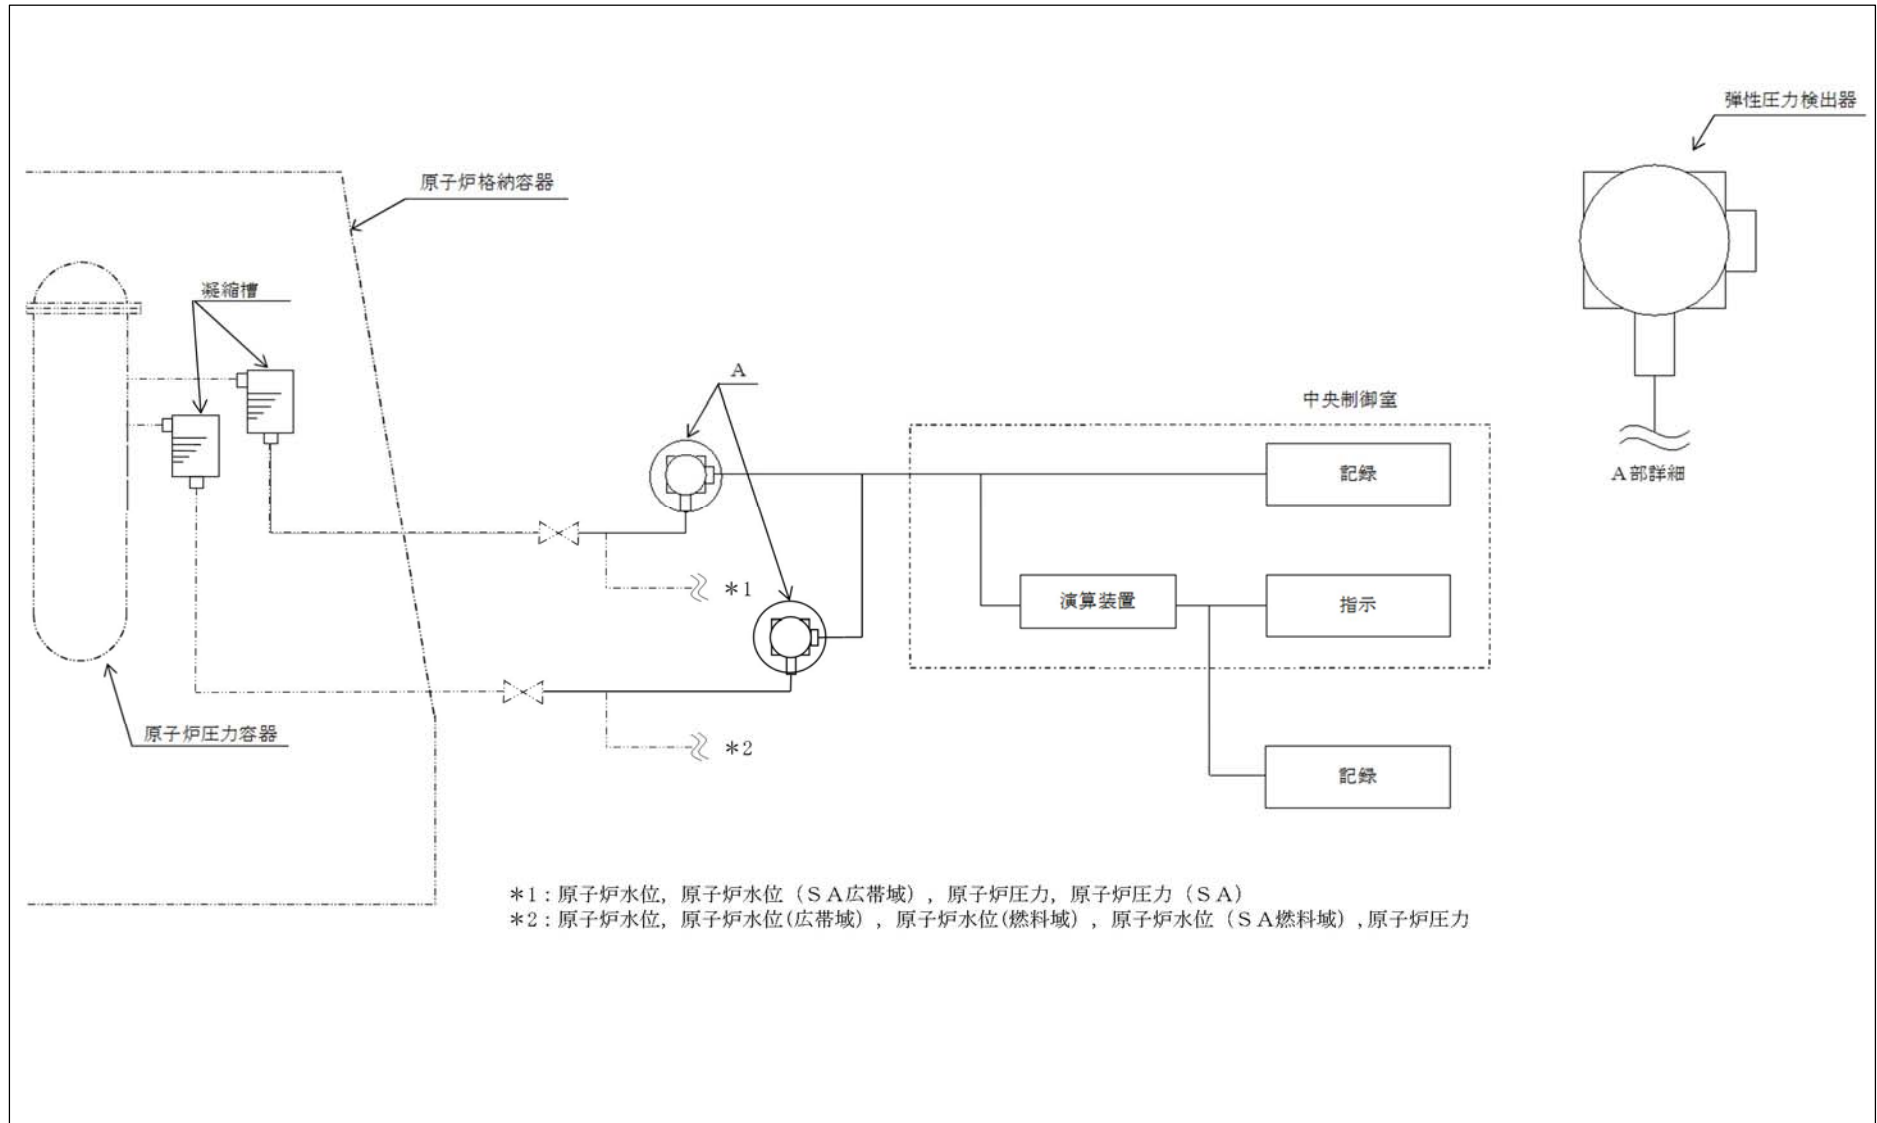 弾性圧力検出器
原子炉格納容器
凝縮槽
A
中央制御室
記録
A部詳細
*1
演算装置
指示
原子炉圧力容器
*2
記録
*1:原子炉水位, 原子炉水位(SA広帯域), 原子炉圧力, 原子炉圧力(SA)
*2:原子炉水位, 原子炉水位(広帯域), 原子炉水位(燃料域), 原子炉水位(SA燃料域),原子炉圧力